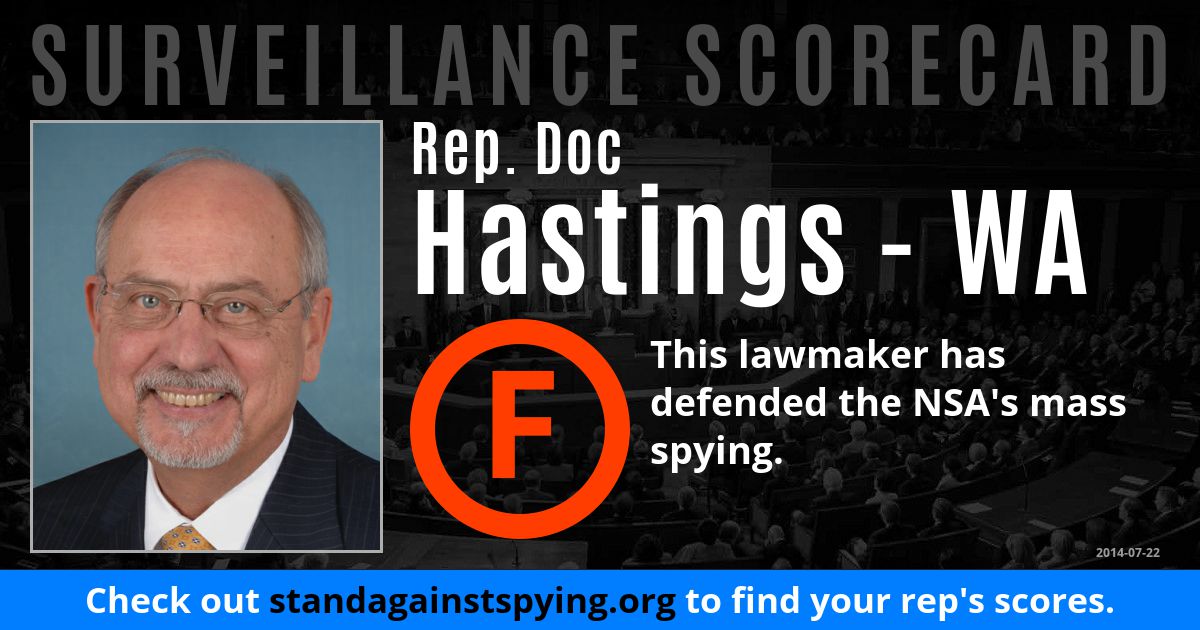 SURVEILLANCE SCORECARD
Rep. Doc
Hastings - WA
F
This lawmaker has
defended the NSA's mass
spying.
2014-07-22
Check out standagainstspying.org to find your rep's scores.